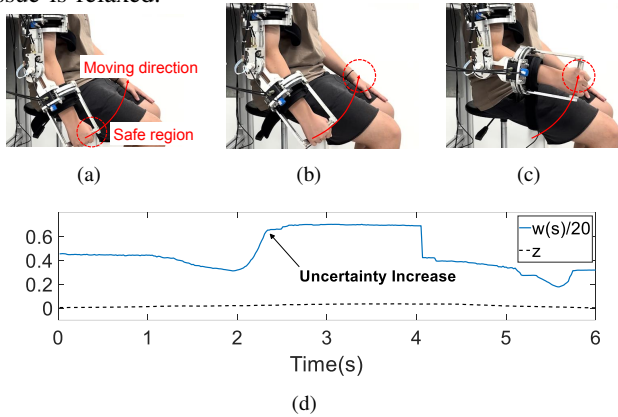 issue is relaxed.
Moving direction
Safe region
(a)
(b)
(c)
0.6
0.4
0.2
0
w(s)/20
z
Uncertainty Increase
0 1 2 3 4 5 6
Time(s)
(d)